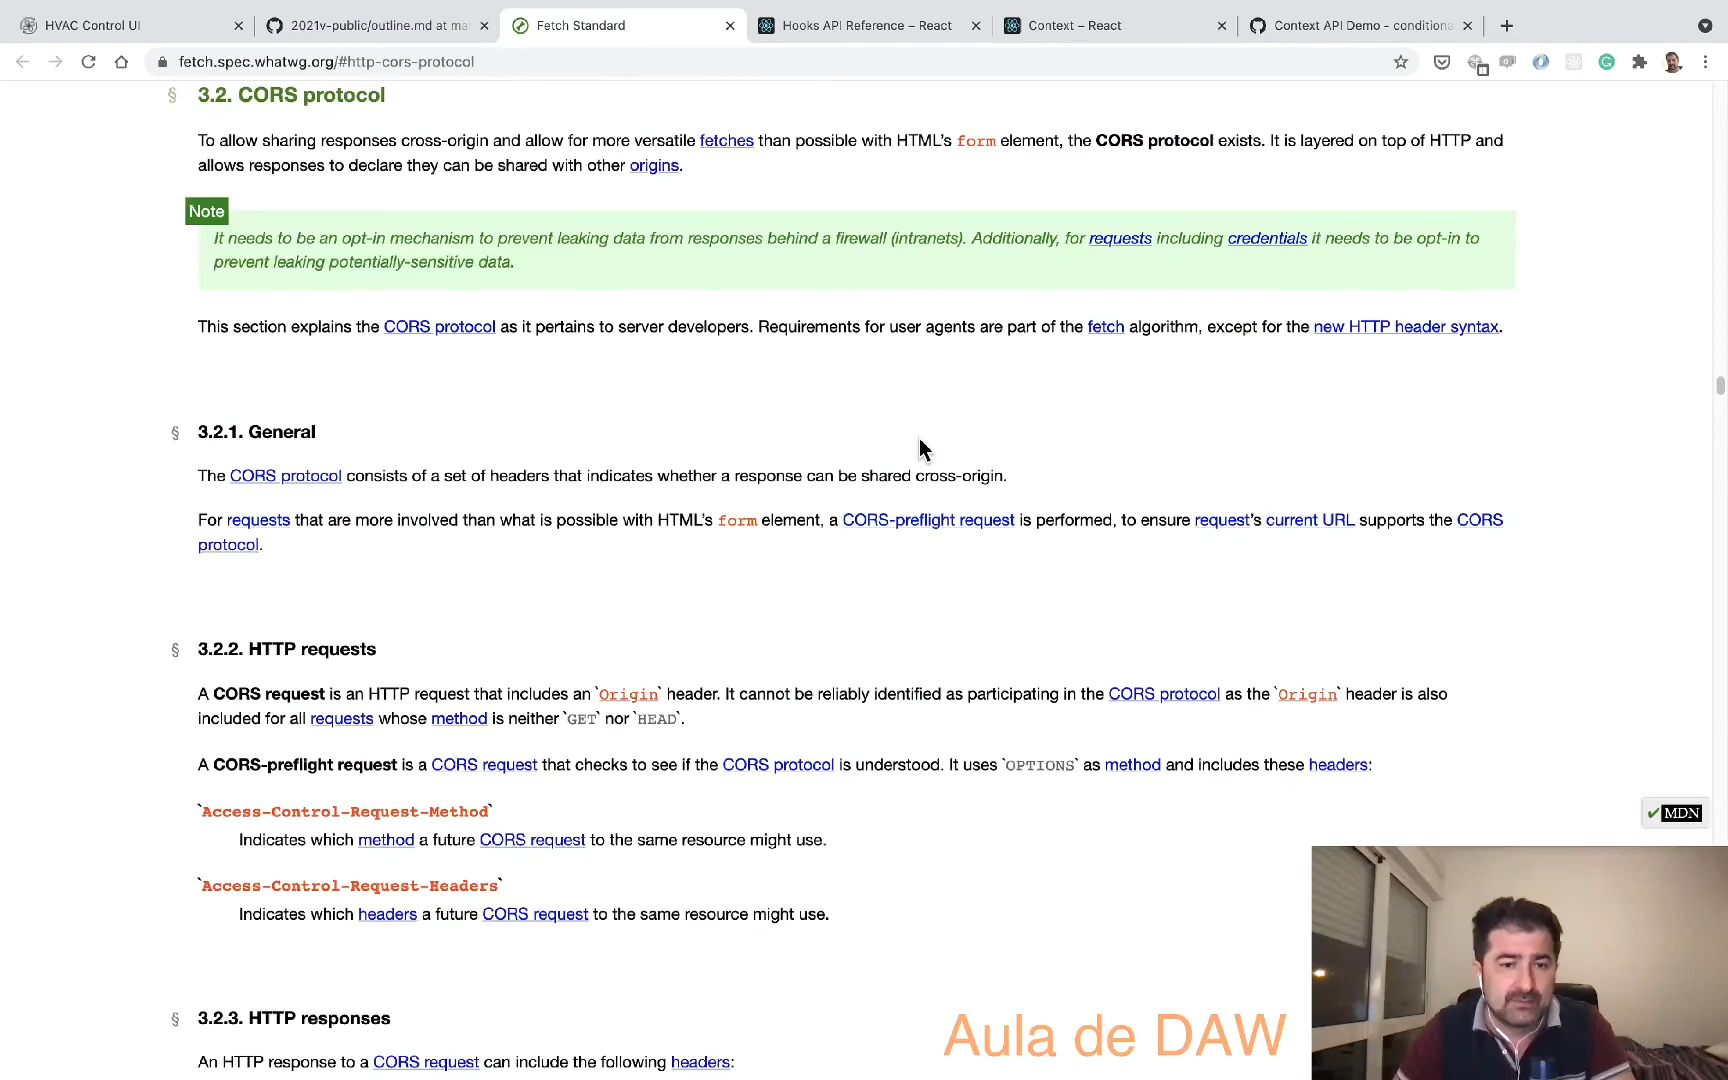 HVAC Control UI
2021v-public/outline.md at ma
Fetch Standard
Hooks API Reference – React
Context – React
Context API Demo - conditiona
fetch.spec.whatwg.org/#http-cors-protocol
§ 3.2. CORS protocol
To allow sharing responses cross-origin and allow for more versatile fetches than possible with HTML’s form element, the CORS protocol exists. It is layered on top of HTTP and
allows responses to declare they can be shared with other origins.
Note
It needs to be an opt-in mechanism to prevent leaking data from responses behind a firewall (intranets). Additionally, for requests including credentials it needs to be opt-in to
prevent leaking potentially-sensitive data.
This section explains the CORS protocol as it pertains to server developers. Requirements for user agents are part of the fetch algorithm, except for the new HTTP header syntax.
§ 3.2.1. General
The CORS protocol consists of a set of headers that indicates whether a response can be shared cross-origin.
For requests that are more involved than what is possible with HTML’s form element, a CORS-preflight request is performed, to ensure request’s current URL supports the CORS
protocol.
§ 3.2.2. HTTP requests
A CORS request is an HTTP request that includes an `Origin` header. It cannot be reliably identified as participating in the CORS protocol as the `Origin` header is also
included for all requests whose method is neither `GET` nor `HEAD`.
A CORS-preflight request is a CORS request that checks to see if the CORS protocol is understood. It uses `OPTIONS` as method and includes these headers:
`Access-Control-Request-Method`
Indicates which method a future CORS request to the same resource might use.
✔ MDN
`Access-Control-Request-Headers`
Indicates which headers a future CORS request to the same resource might use.
§ 3.2.3. HTTP responses
An HTTP response to a CORS request can include the following headers:
Aula de DAW